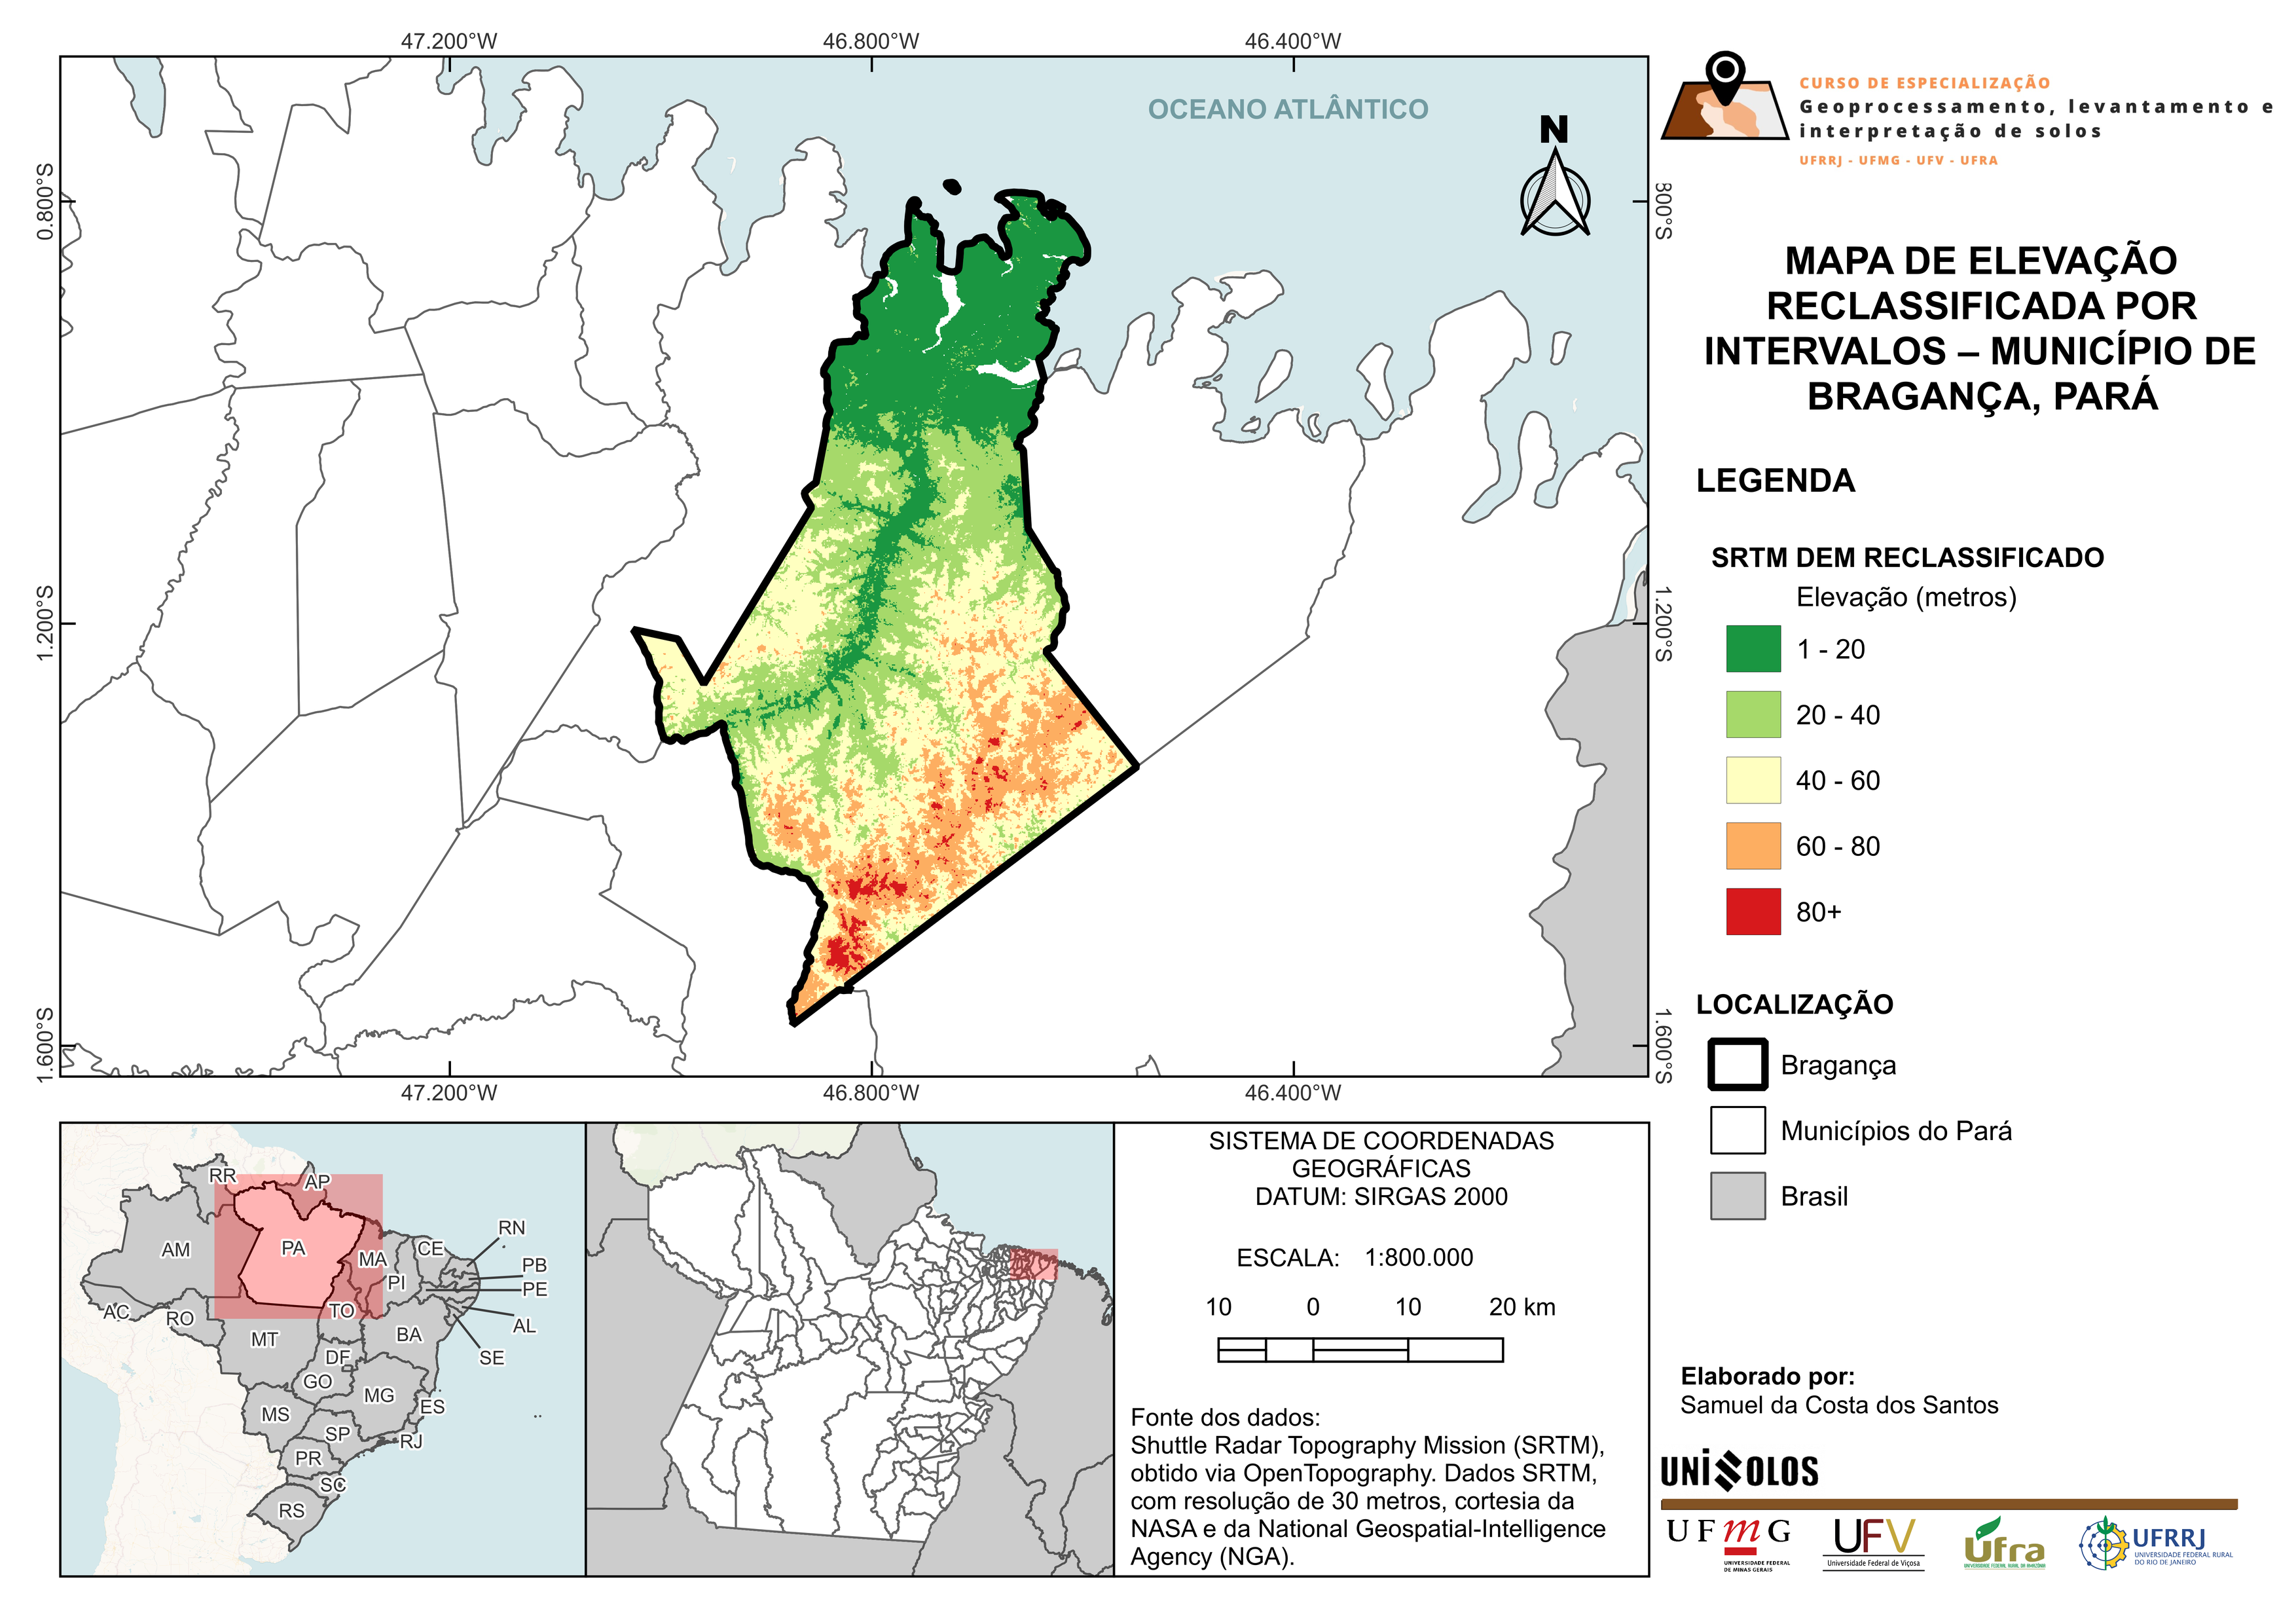 47.200°W
46.800°W
46.400°W
OCEANO ATLÂNTICO
N
0.800°S
800°S
1.200°S
1.200°S
1.600°S
1.600°S
47.200°W
46.800°W
46.400°W
CURSO DE ESPECIALIZAÇÃO
Geoprocessamento, levantamento e
interpretação de solos
UFRRJ - UFMG - UFV - UFRA
MAPA DE ELEVAÇÃO
RECLASSIFICADA POR
INTERVALOS – MUNICÍPIO DE
BRAGANÇA, PARÁ
LEGENDA
SRTM DEM RECLASSIFICADO
Elevação (metros)
1 - 20
20 - 40
40 - 60
60 - 80
80+
LOCALIZAÇÃO
Bragança
Municípios do Pará
Brasil
RR
AP
AM
PA
MA
CE
RN
PI
PB
PE
AC
RO
TO
AL
MT
BA
SE
DF
GO
MG
MS
ES
SP
RJ
PR
SC
RS
SISTEMA DE COORDENADAS
GEOGRÁFICAS
DATUM: SIRGAS 2000
ESCALA: 1:800.000
10 0 10 20 km
Fonte dos dados:
Shuttle Radar Topography Mission (SRTM),
obtido via OpenTopography. Dados SRTM,
com resolução de 30 metros, cortesia da
NASA e da National Geospatial-Intelligence
Agency (NGA).
Elaborado por:
Samuel da Costa dos Santos
UNiSOLOS
UFmG
UNIVERSIDADE FEDERAL
DE MINAS GERAIS
UFV
Universidade Federal de Viçosa
Ufra
UNIVERSIDADE FEDERAL RURAL DA AMAZÔNIA
UFRRJ
UNIVERSIDADE FEDERAL RURAL
DO RIO DE JANEIRO